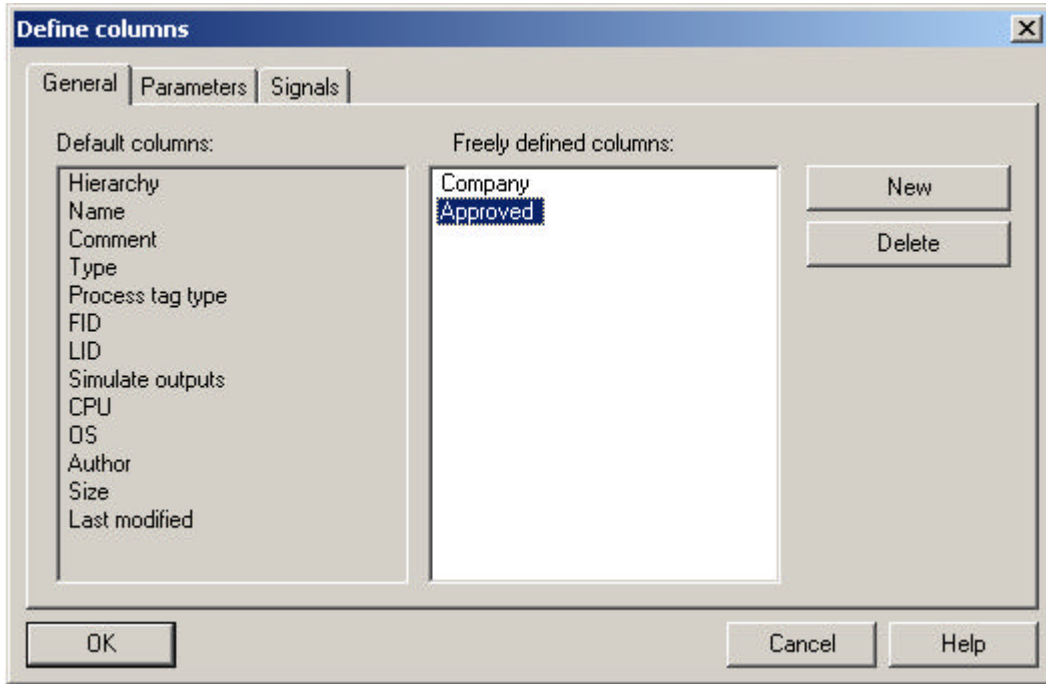 Define columns
General Parameters Signals
Default columns:
Hierarchy
Name
Comment
Type
Process tag type
FID
LID
Simulate outputs
CPU
OS
Author
Size
Last modified
Freely defined columns:
Company
Approved
New
Delete
OK
Cancel
Help